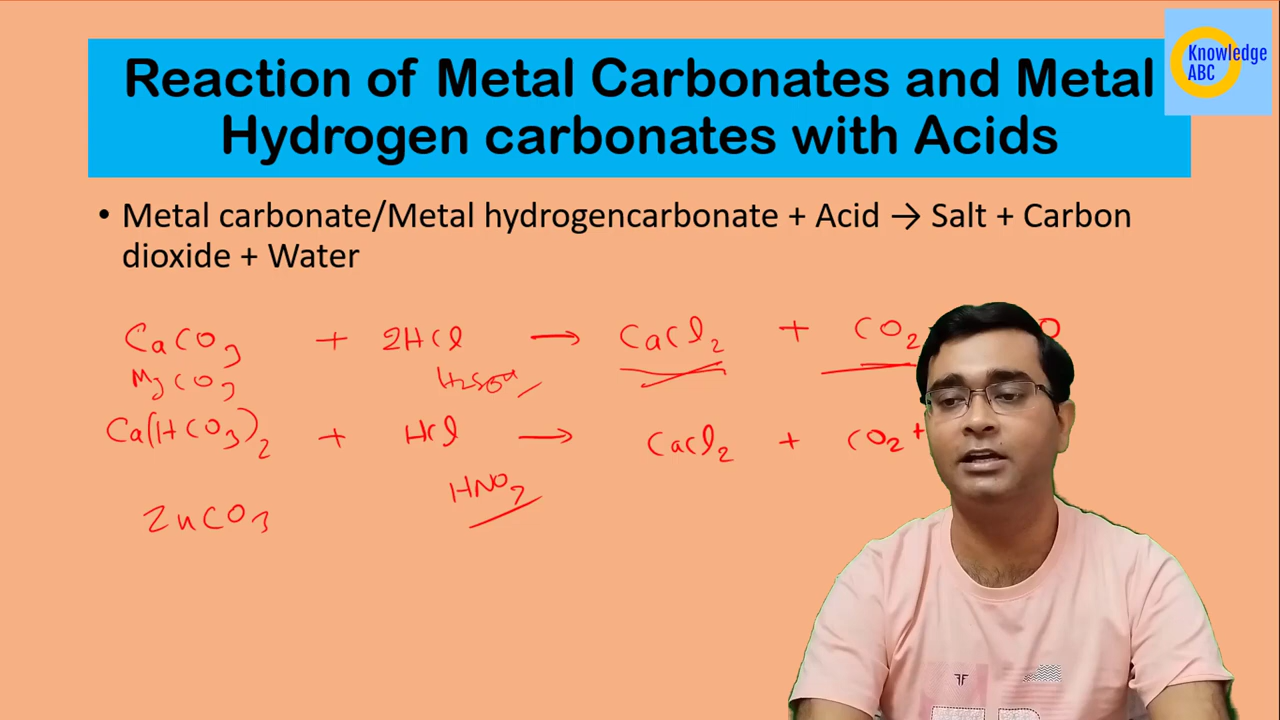 Knowledge
ABC
Reaction of Metal Carbonates and Metal
Hydrogen carbonates with Acids
• Metal carbonate/Metal hydrogencarbonate + Acid → Salt + Carbon
dioxide + Water
CaCO3 + 2HCl → CaCl2 + CO2 O
MgCO3 H2SO4
Ca(HCO3)2 + HCl → CaCl2 + CO2 +
HNO3
ZnCO3
FF